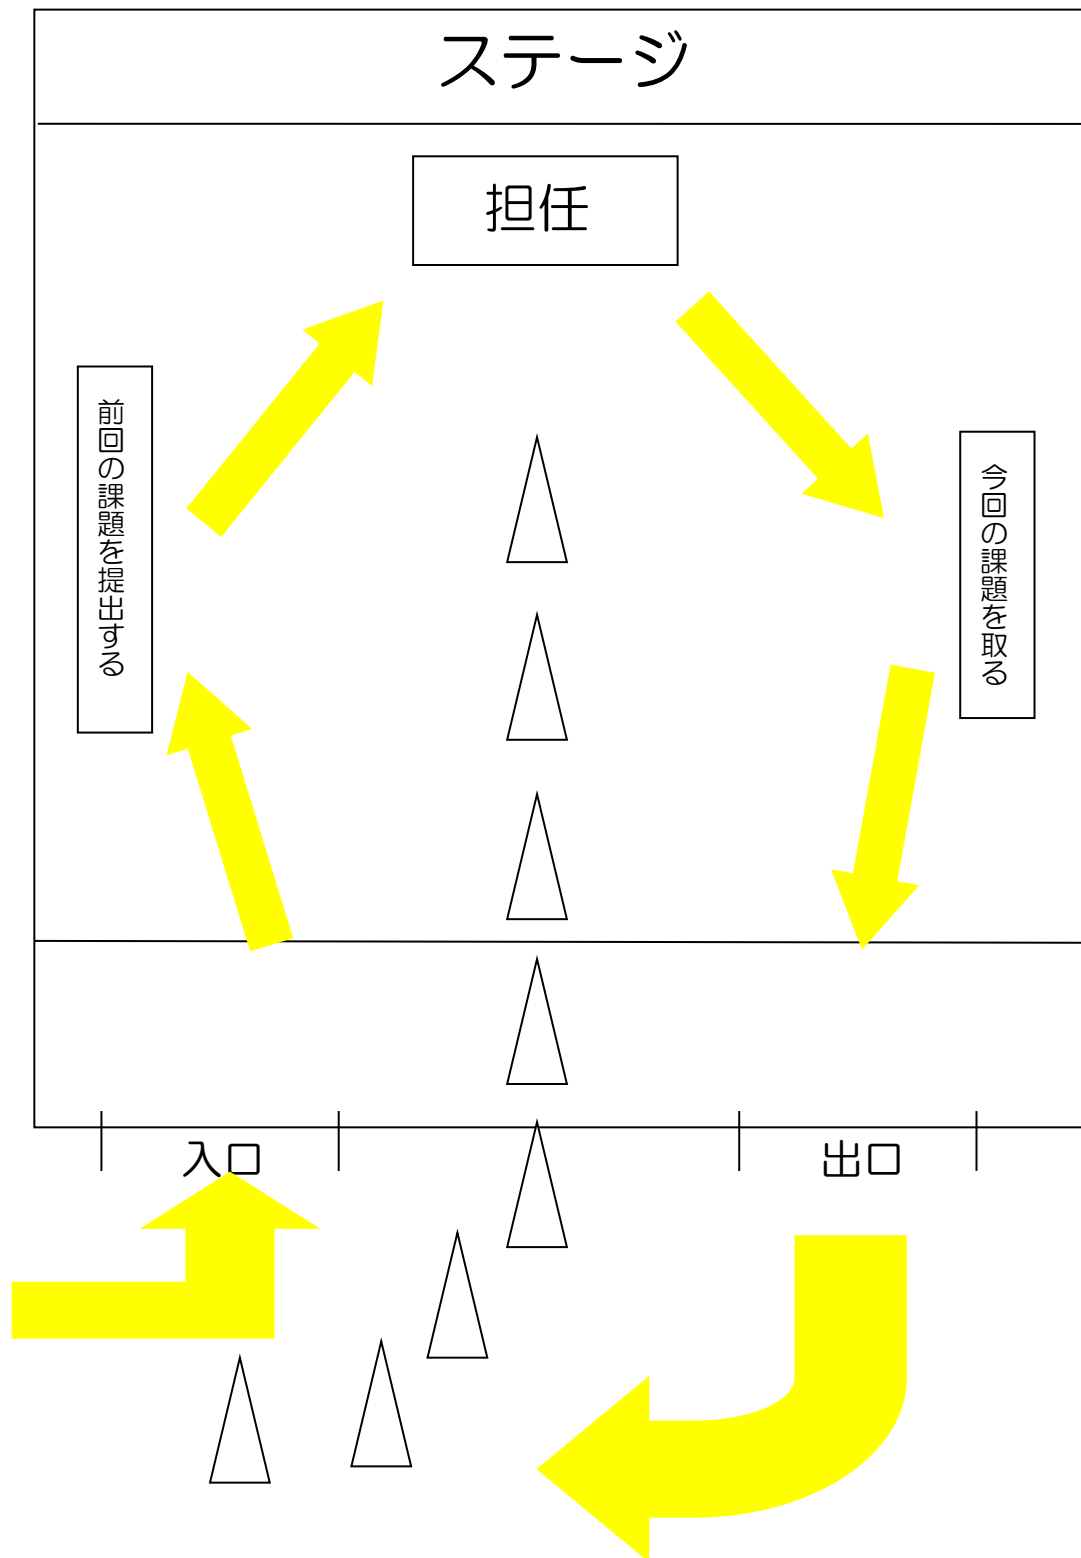 ステージ
担任
前回の課題を提出する
今回の課題を取る
入口
出口